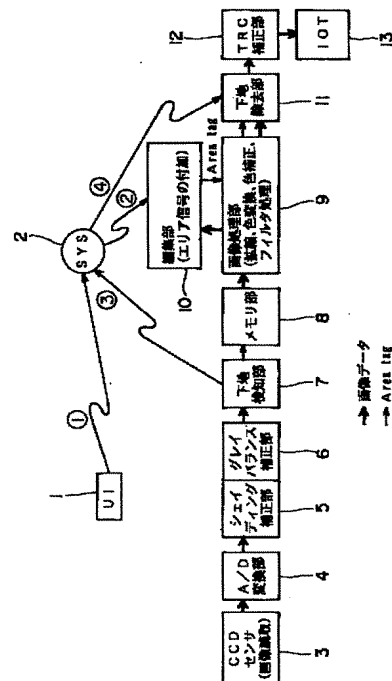 1
UI
①
2
SYS
③
②
④
10
編集部
(エリア信号の付加)
Area tag
Area tag
3
CCD
センサ
(画像読取)
4
A/D
変換部
5
シェイ
ディング
補正部
6
グレイ
バランス
補正部
7
下地
検知部
8
メモリ部
9
画像処理部
(拡縮、色変換、色補正、
フィルタ処理)
11
下地
除去部
12
TRC
補正部
13
IOT
画像データ
Area tag